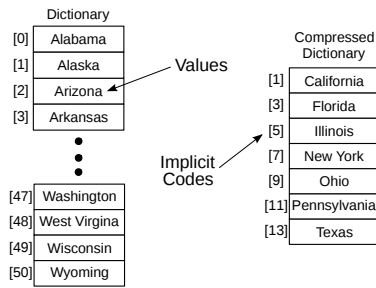 Dictionary
[0] Alabama
[1] Alaska
[2] Arizona
[3] Arkansas
[47] Washington
[48] West Virgina
[49] Wisconsin
[50] Wyoming
Values
Implicit
Codes
Compressed
Dictionary
[1] California
[3] Florida
[5] Illinois
[7] New York
[9] Ohio
[11] Pennsylvania
[13] Texas